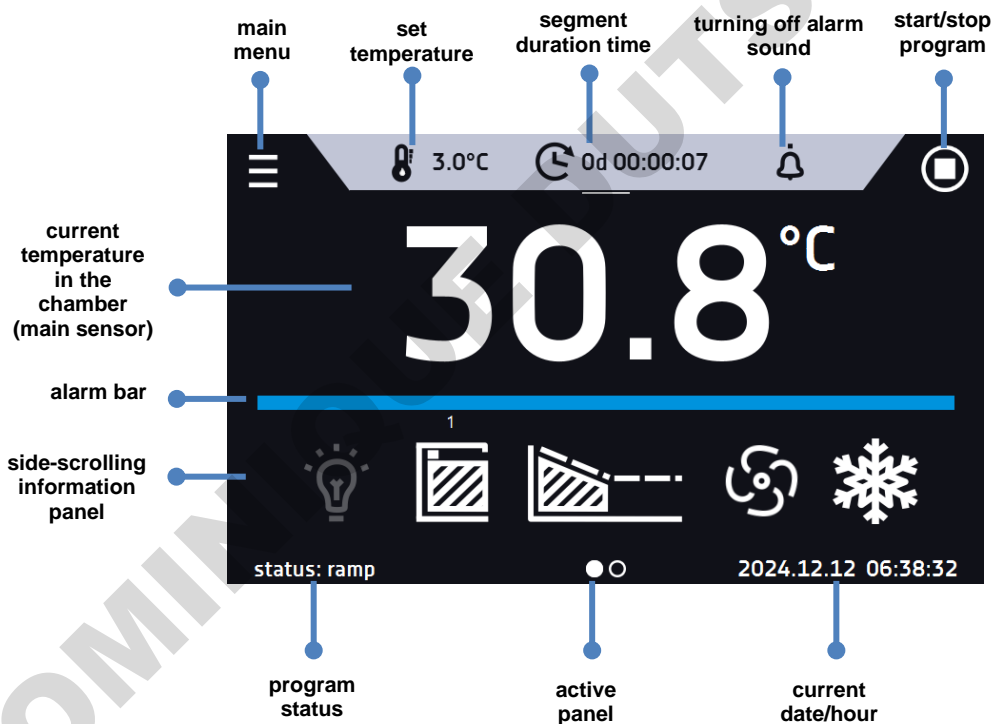 main
menu
set
temperature
segment
duration time
turning off alarm
sound
start/stop
program
3.0°C
0d 00:00:07
30.8°C
current
temperature
in the
chamber
(main sensor)
alarm bar
1
side-scrolling
information
panel
status: ramp
2024.12.12 06:38:32
program
status
active
panel
current
date/hour
OMINIQUE DUTS